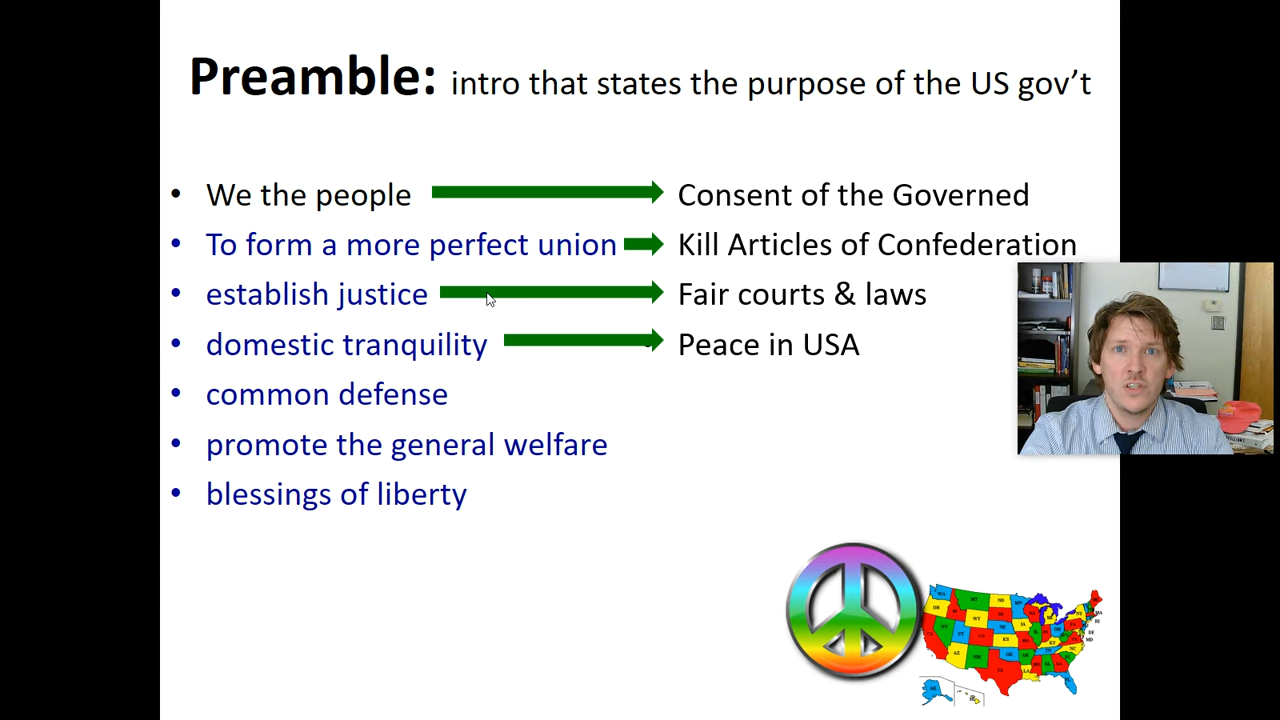 Preamble: intro that states the purpose of the US gov’t
• We the people → Consent of the Governed
• To form a more perfect union → Kill Articles of Confederation
• establish justice → Fair courts & laws
• domestic tranquility → Peace in USA
• common defense
• promote the general welfare
• blessings of liberty